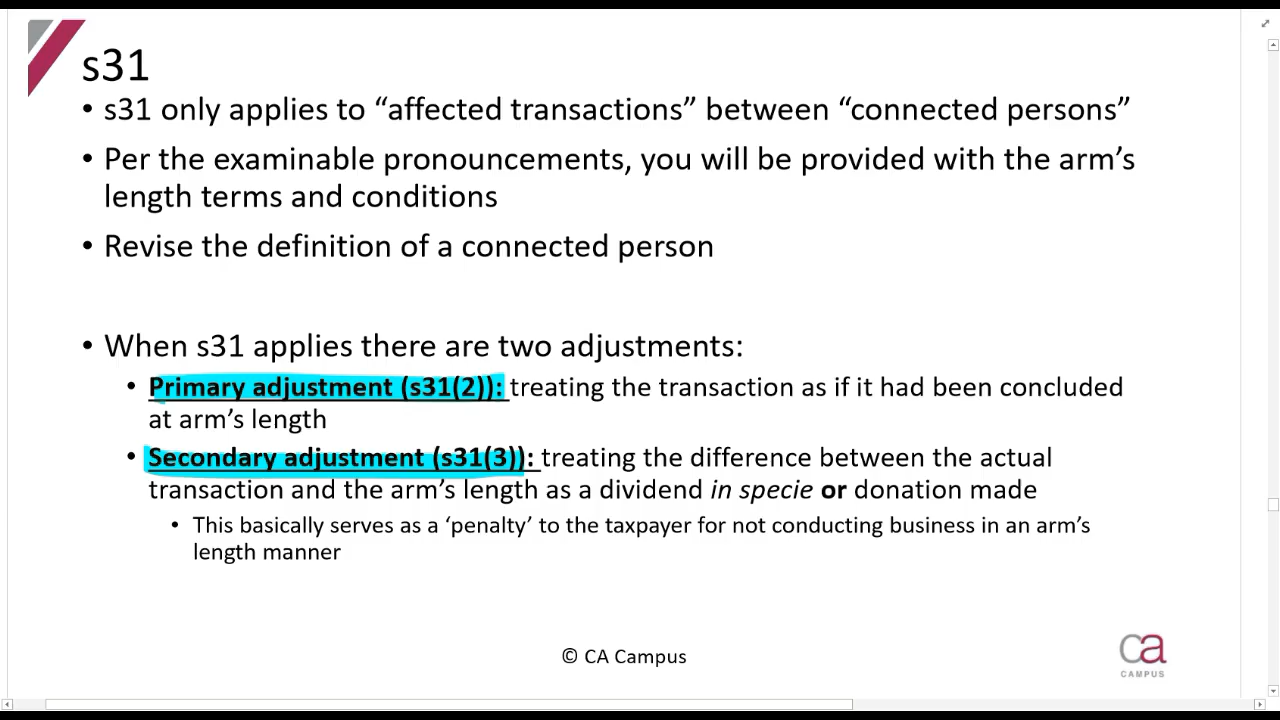 s31
• s31 only applies to “affected transactions” between “connected persons”
• Per the examinable pronouncements, you will be provided with the arm’s
length terms and conditions
• Revise the definition of a connected person
• When s31 applies there are two adjustments:
• Primary adjustment (s31(2)): treating the transaction as if it had been concluded
at arm’s length
• Secondary adjustment (s31(3)): treating the difference between the actual
transaction and the arm’s length as a dividend in specie or donation made
• This basically serves as a ‘penalty’ to the taxpayer for not conducting business in an arm’s
length manner
© CA Campus
ca
CAMPUS